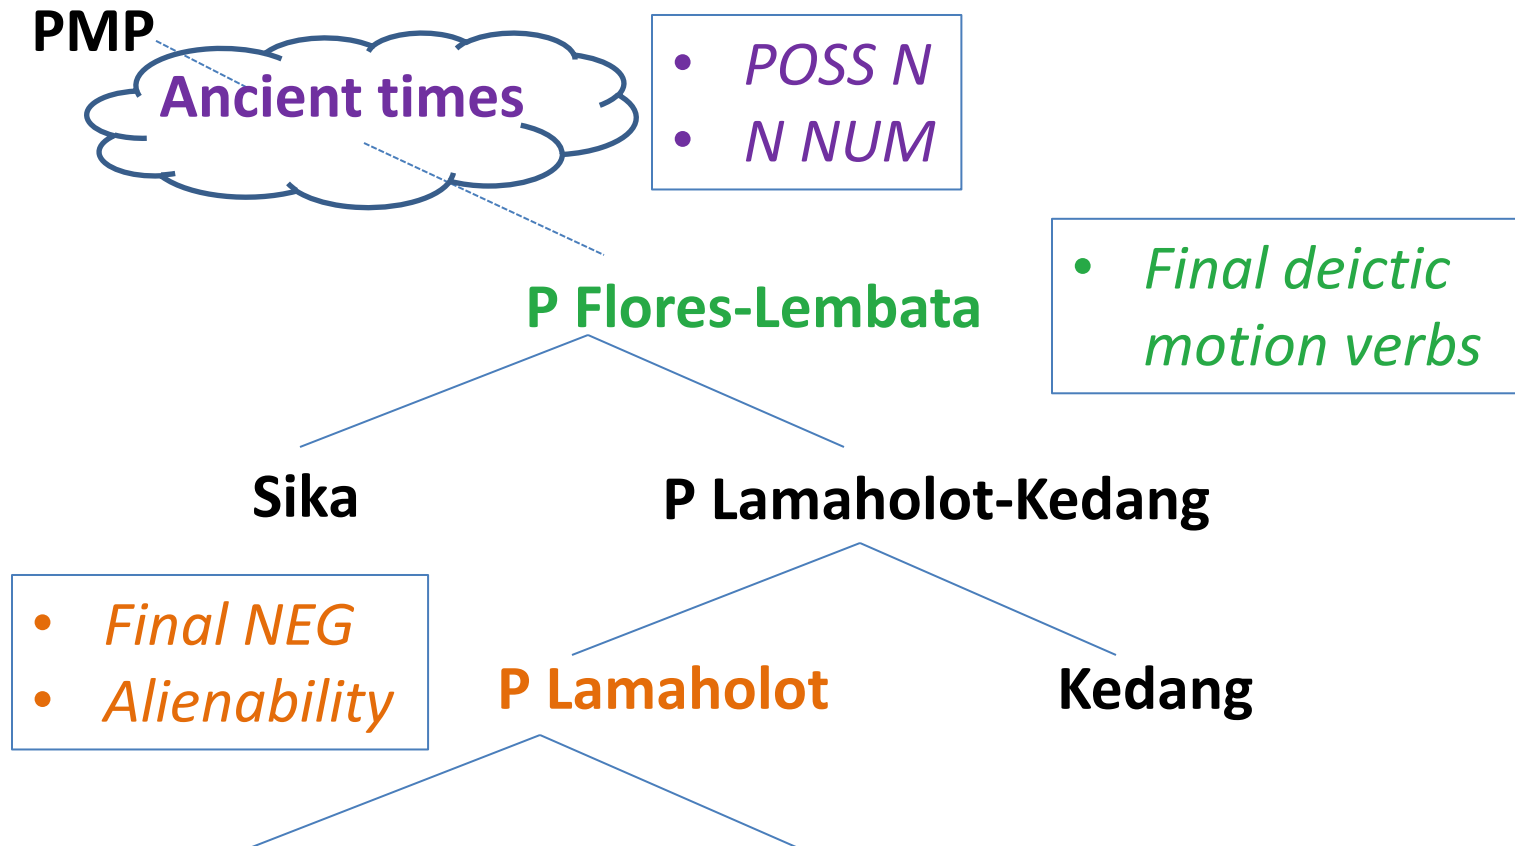 PMP
Ancient times
• POSS N
• N NUM
P Flores-Lembata
• Final deictic
motion verbs
Sika
P Lamaholot-Kedang
• Final NEG
• Alienability
P Lamaholot
Kedang